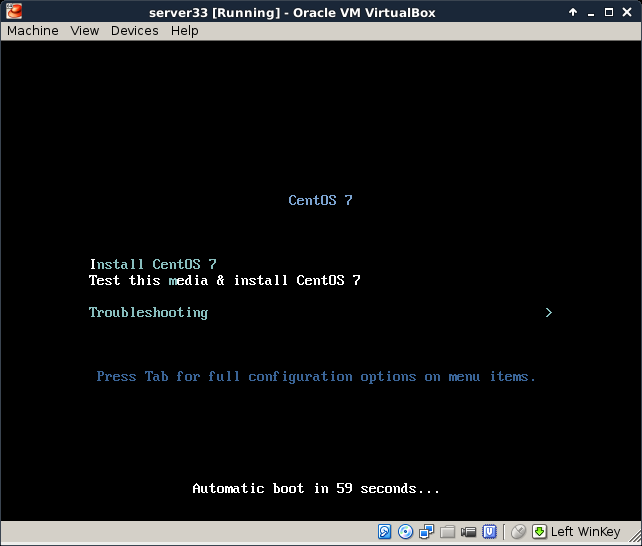 server33 [Running] - Oracle VM VirtualBox
Machine View Devices Help
CentOS 7
Install CentOS 7
Test this media & install CentOS 7
Troubleshooting >
Press Tab for full configuration options on menu items.
Automatic boot in 59 seconds...
Left WinKey